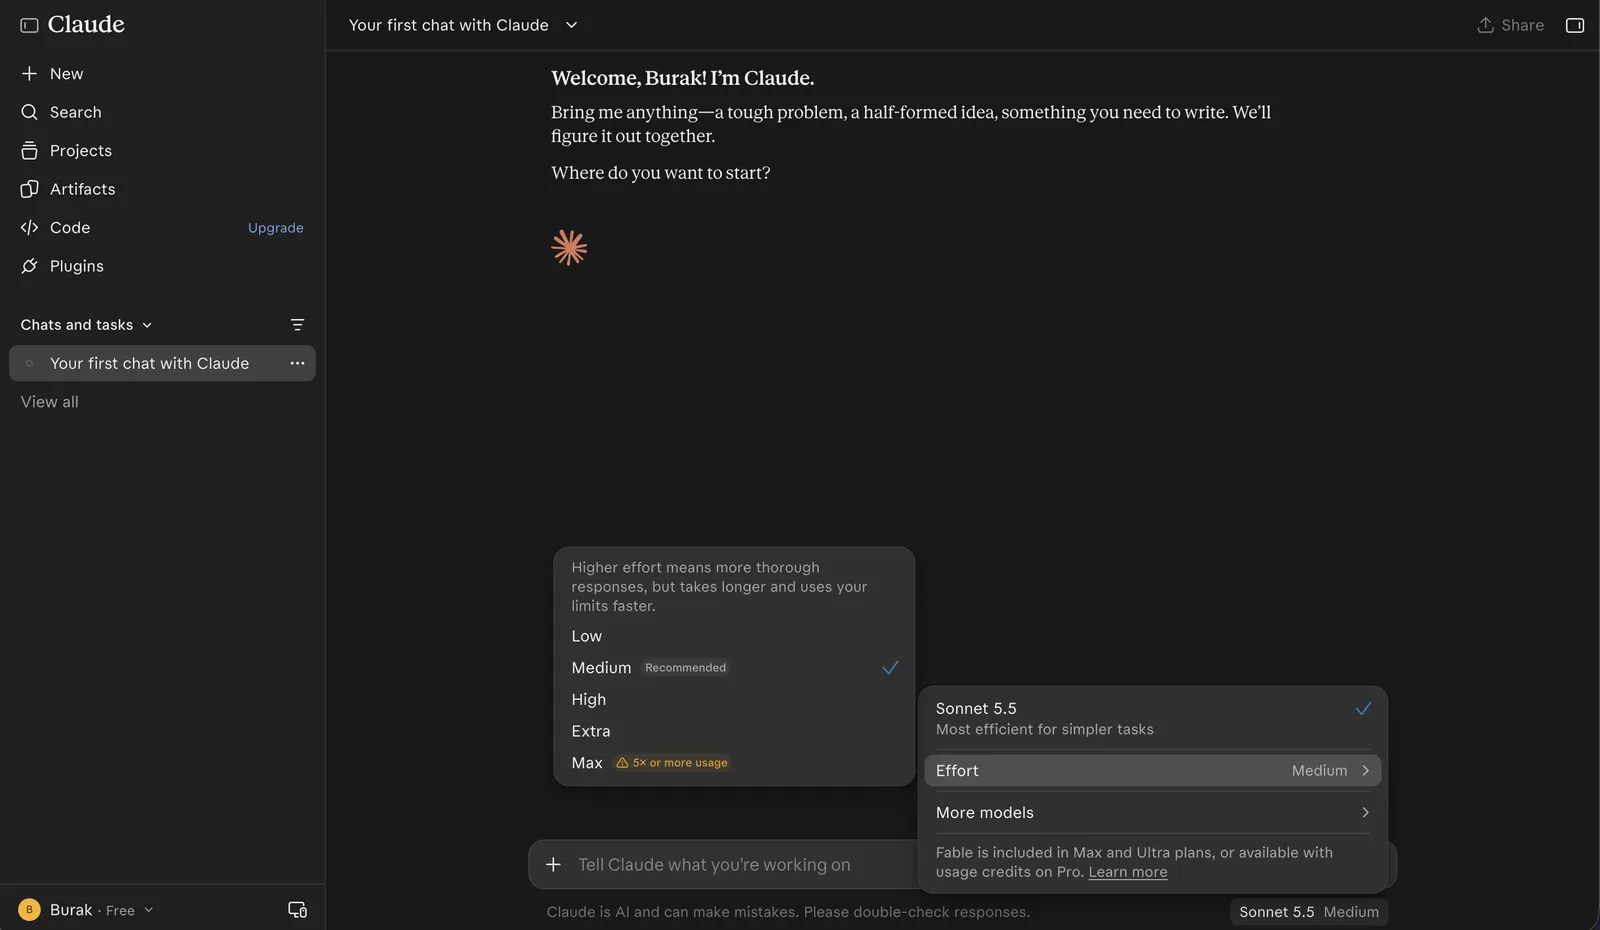 Claude
New
Search
Projects
Artifacts
Code
Upgrade
Plugins
Chats and tasks
Your first chat with Claude
View all
B
Burak · Free
Your first chat with Claude
Share
Welcome, Burak! I’m Claude.
Bring me anything—a tough problem, a half-formed idea, something you need to write. We’ll
figure it out together.
Where do you want to start?
Higher effort means more thorough
responses, but takes longer and uses your
limits faster.
Low
Medium Recommended
High
Extra
Max 5× or more usage
Sonnet 5.5
Most efficient for simpler tasks
Effort Medium
More models
Fable is included in Max and Ultra plans, or available with
usage credits on Pro. Learn more
Tell Claude what you’re working on
Claude is AI and can make mistakes. Please double-check responses.
Sonnet 5.5 Medium